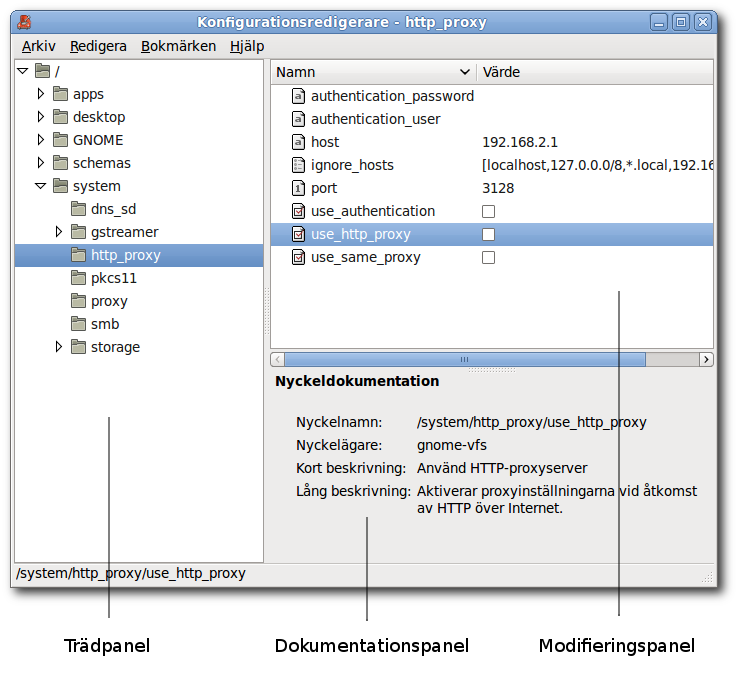 Konfigurationsredigerare - http_proxy
Arkiv Redigera Bokmärken Hjälp
/
apps
desktop
GNOME
schemas
system
dns_sd
gstreamer
http_proxy
pkcs11
proxy
smb
storage
Namn Värde
authentication_password
authentication_user
host 192.168.2.1
ignore_hosts [localhost,127.0.0.0/8,*.local,192.16
port 3128
use_authentication
use_http_proxy
use_same_proxy
Nyckeldokumentation
Nyckelnamn: /system/http_proxy/use_http_proxy
Nyckelägare: gnome-vfs
Kort beskrivning: Använd HTTP-proxyserver
Lång beskrivning: Aktiverar proxyinställningarna vid åtkomst
av HTTP över Internet.
/system/http_proxy/use_http_proxy
Trädpanel Dokumentationspanel Modifieringspanel